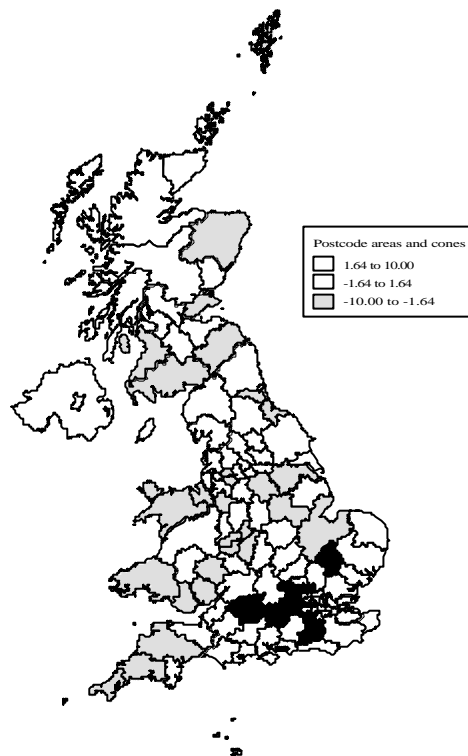 Postcode areas and cones
1.64 to 10.00
-1.64 to 1.64
-10.00 to -1.64